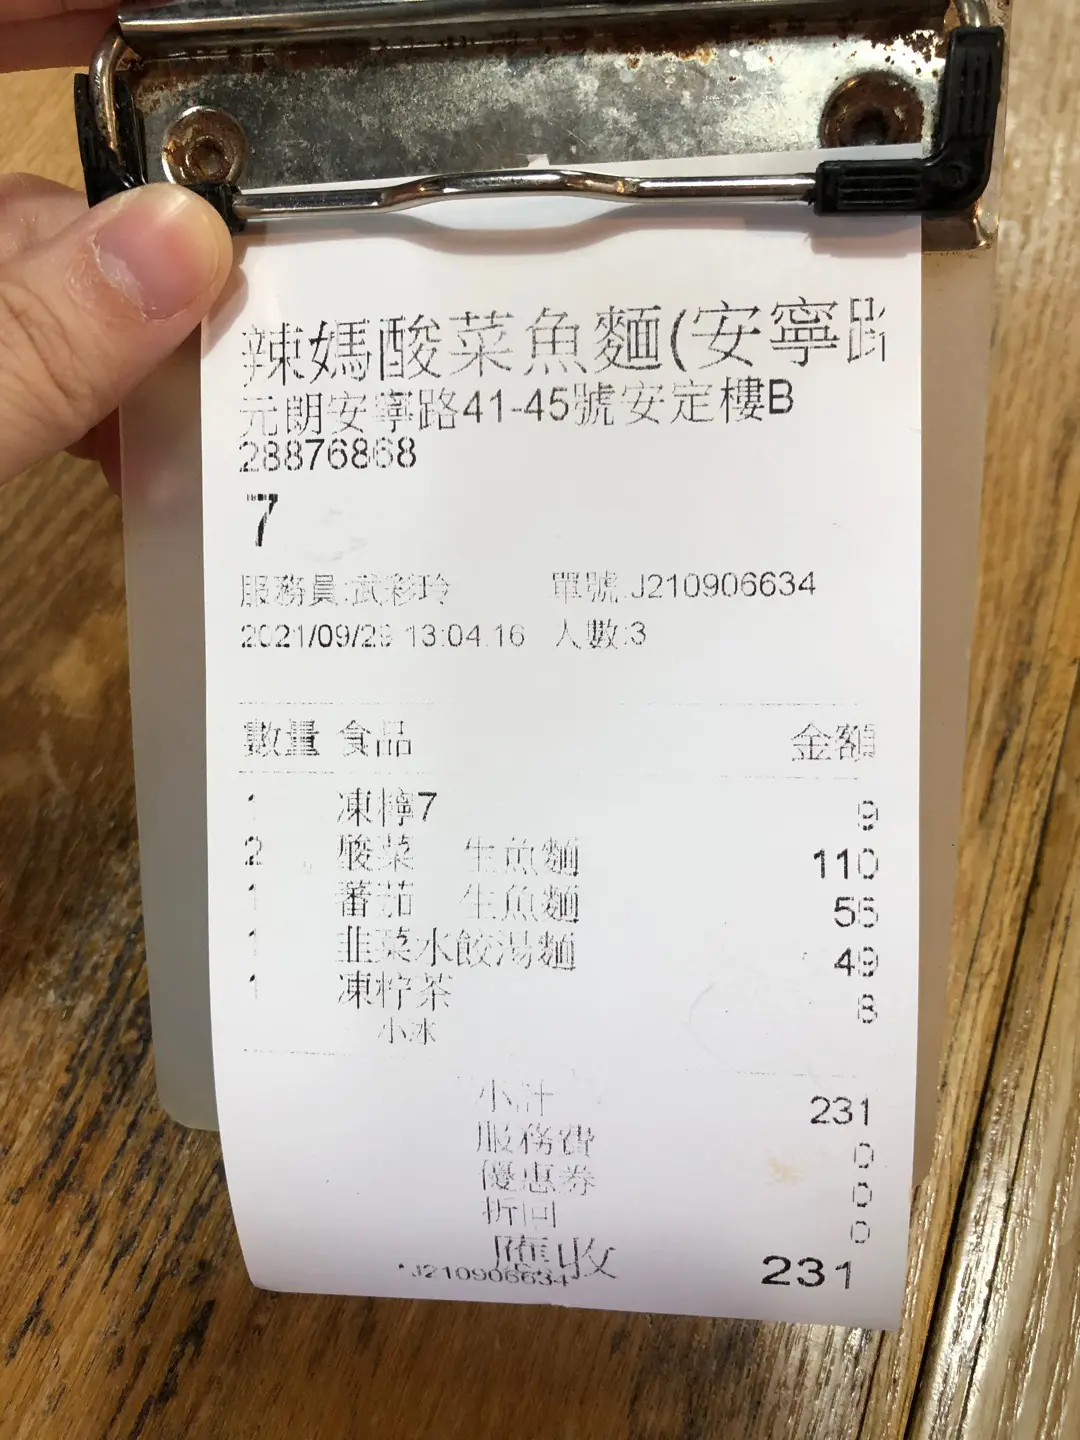 辣媽酸菜魚麵(安寧路
元朗安寧路41-45號安定樓B
28876868
7
服務員:武彩玲 單號:J210906634
2021/09/29 13:04:16 人數:3
數量 食品 金額
1 凍檸7 9
2 酸菜 生魚麵 110
1 蕃茄 生魚麵 55
1 韭菜水餃湯麵 49
1 凍柠茶 8
小冰
小計 231
服務費 0
優惠券 0
折回 0
應收 231
*J210906634*